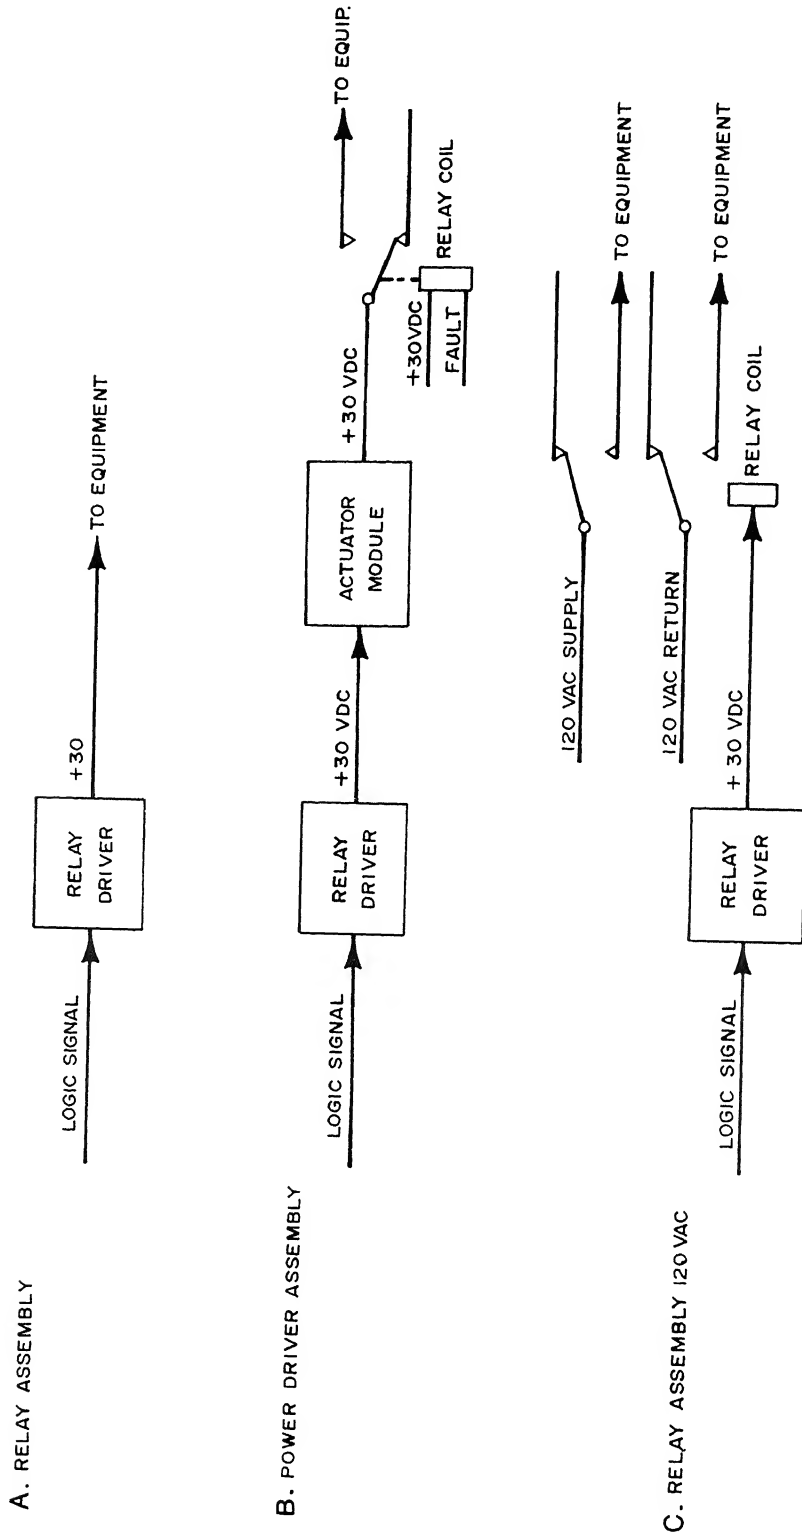 A. RELAY ASSEMBLY
LOGIC SIGNAL
RELAY
DRIVER
+30
TO EQUIPMENT
B. POWER DRIVER ASSEMBLY
LOGIC SIGNAL
RELAY
DRIVER
+30 VDC
ACTUATOR
MODULE
+30 VDC
TO EQUIP.
+30VDC
FAULT
RELAY COIL
C. RELAY ASSEMBLY 120 VAC
120 VAC SUPPLY
TO EQUIPMENT
120 VAC RETURN
TO EQUIPMENT
LOGIC SIGNAL
RELAY
DRIVER
+ 30 VDC
RELAY COIL